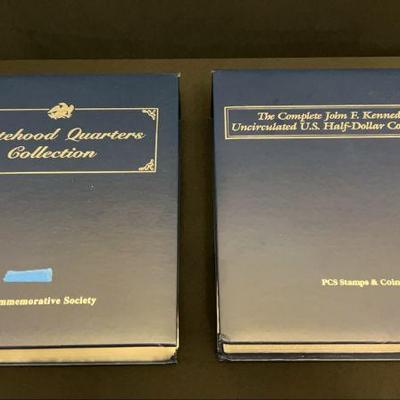 tehood Quarters
Collection
mmemorative Society
The Complete John F. Kenned
Uncirculated U.S. Half-Dollar Co
PCS Stamps & Coin